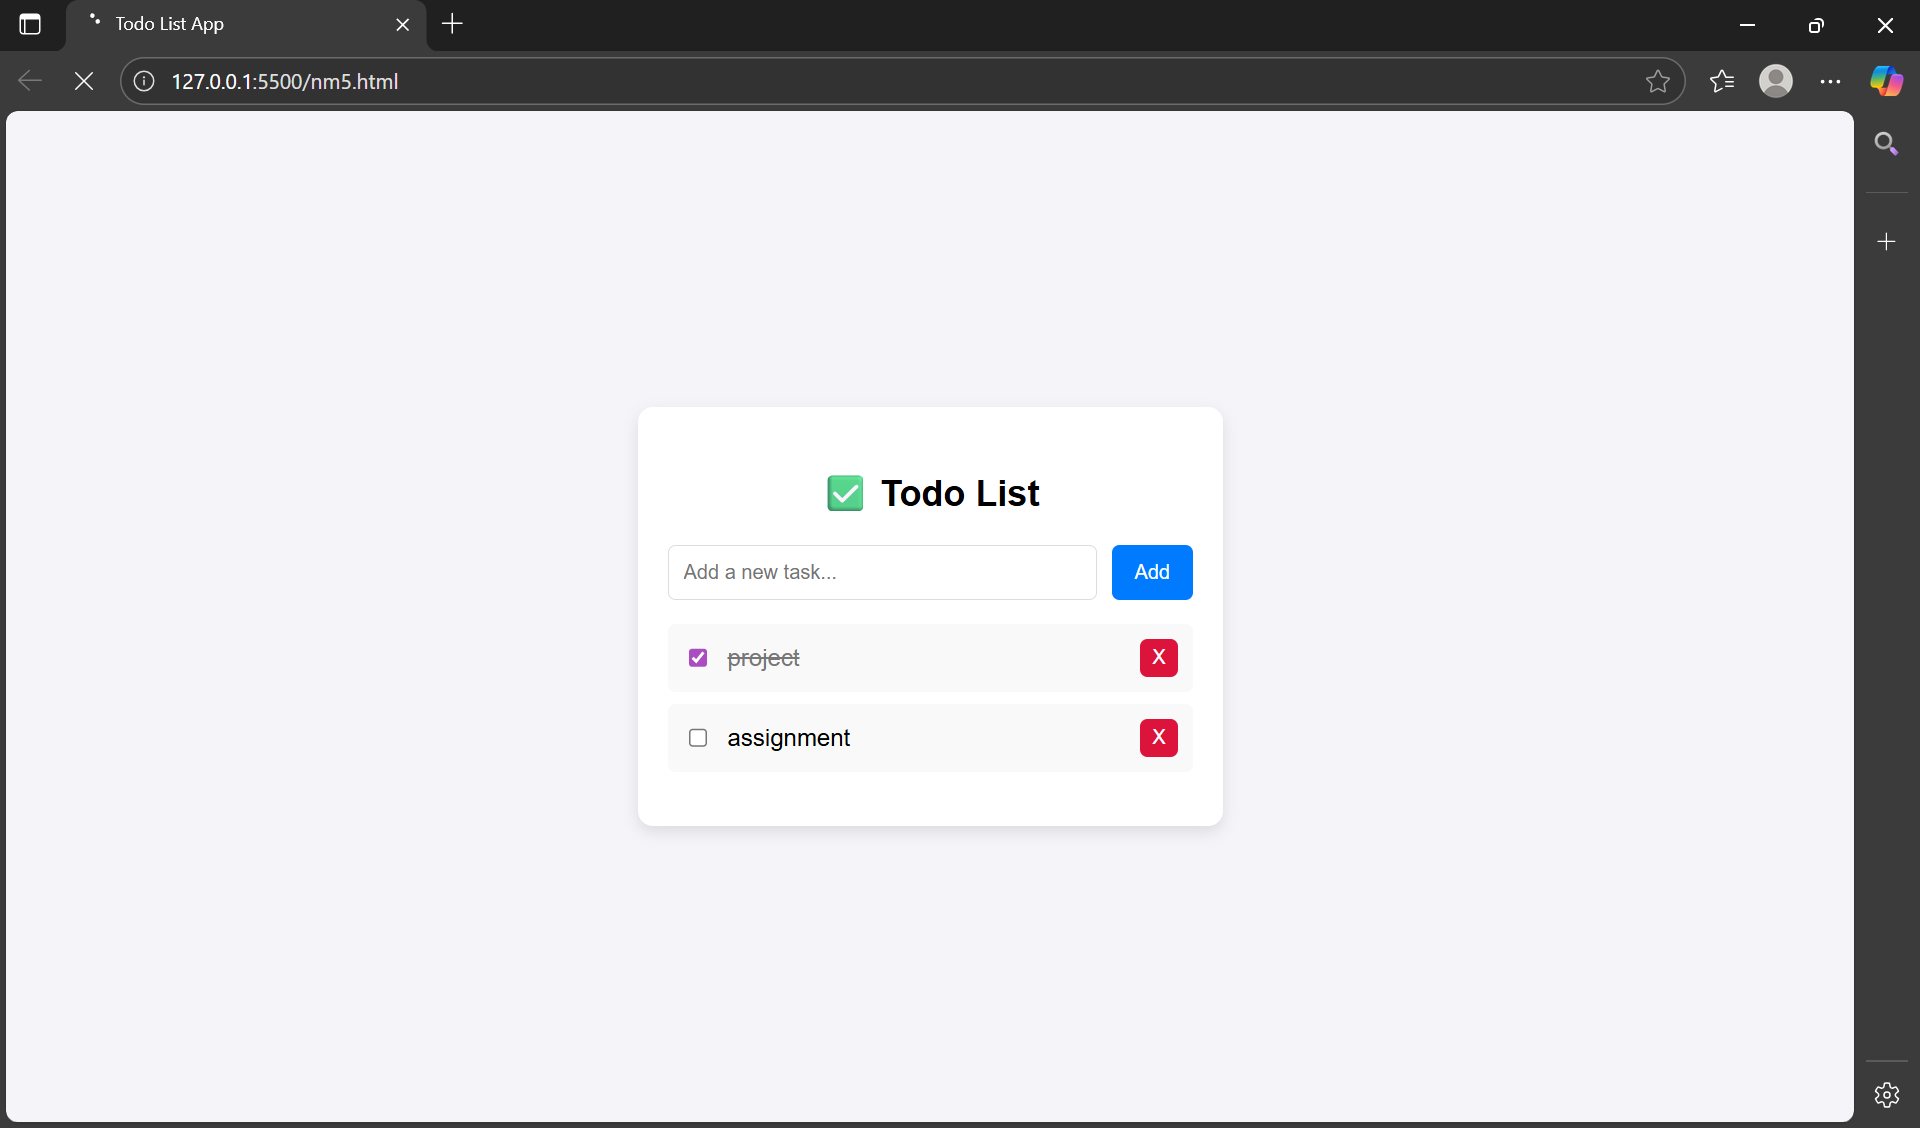 Todo List App
127.0.0.1:5500/nm5.html
✅ Todo List
Add a new task...
Add
project
X
assignment
X